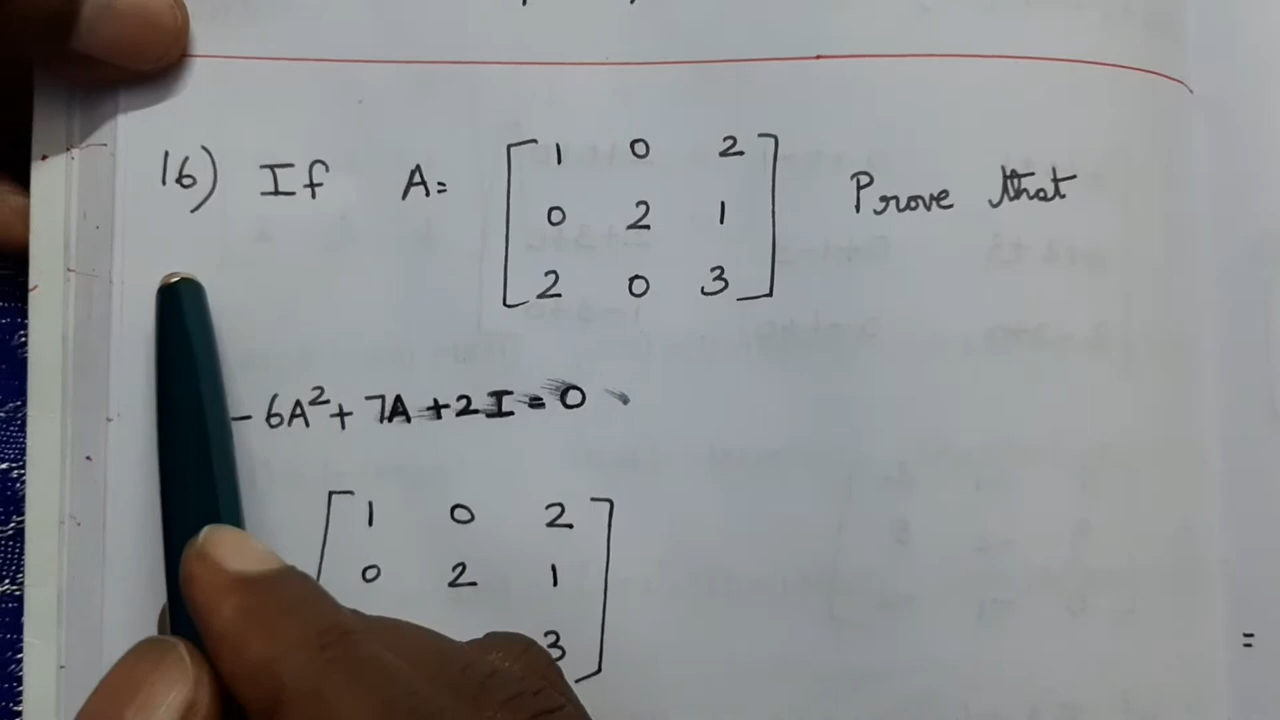 16) If A= [ 1 0 2 Prove that
0 2 1
2 0 3 ]
- 6A² + 7A + 2I = 0
[ 1 0 2
0 2 1
3 ]
=